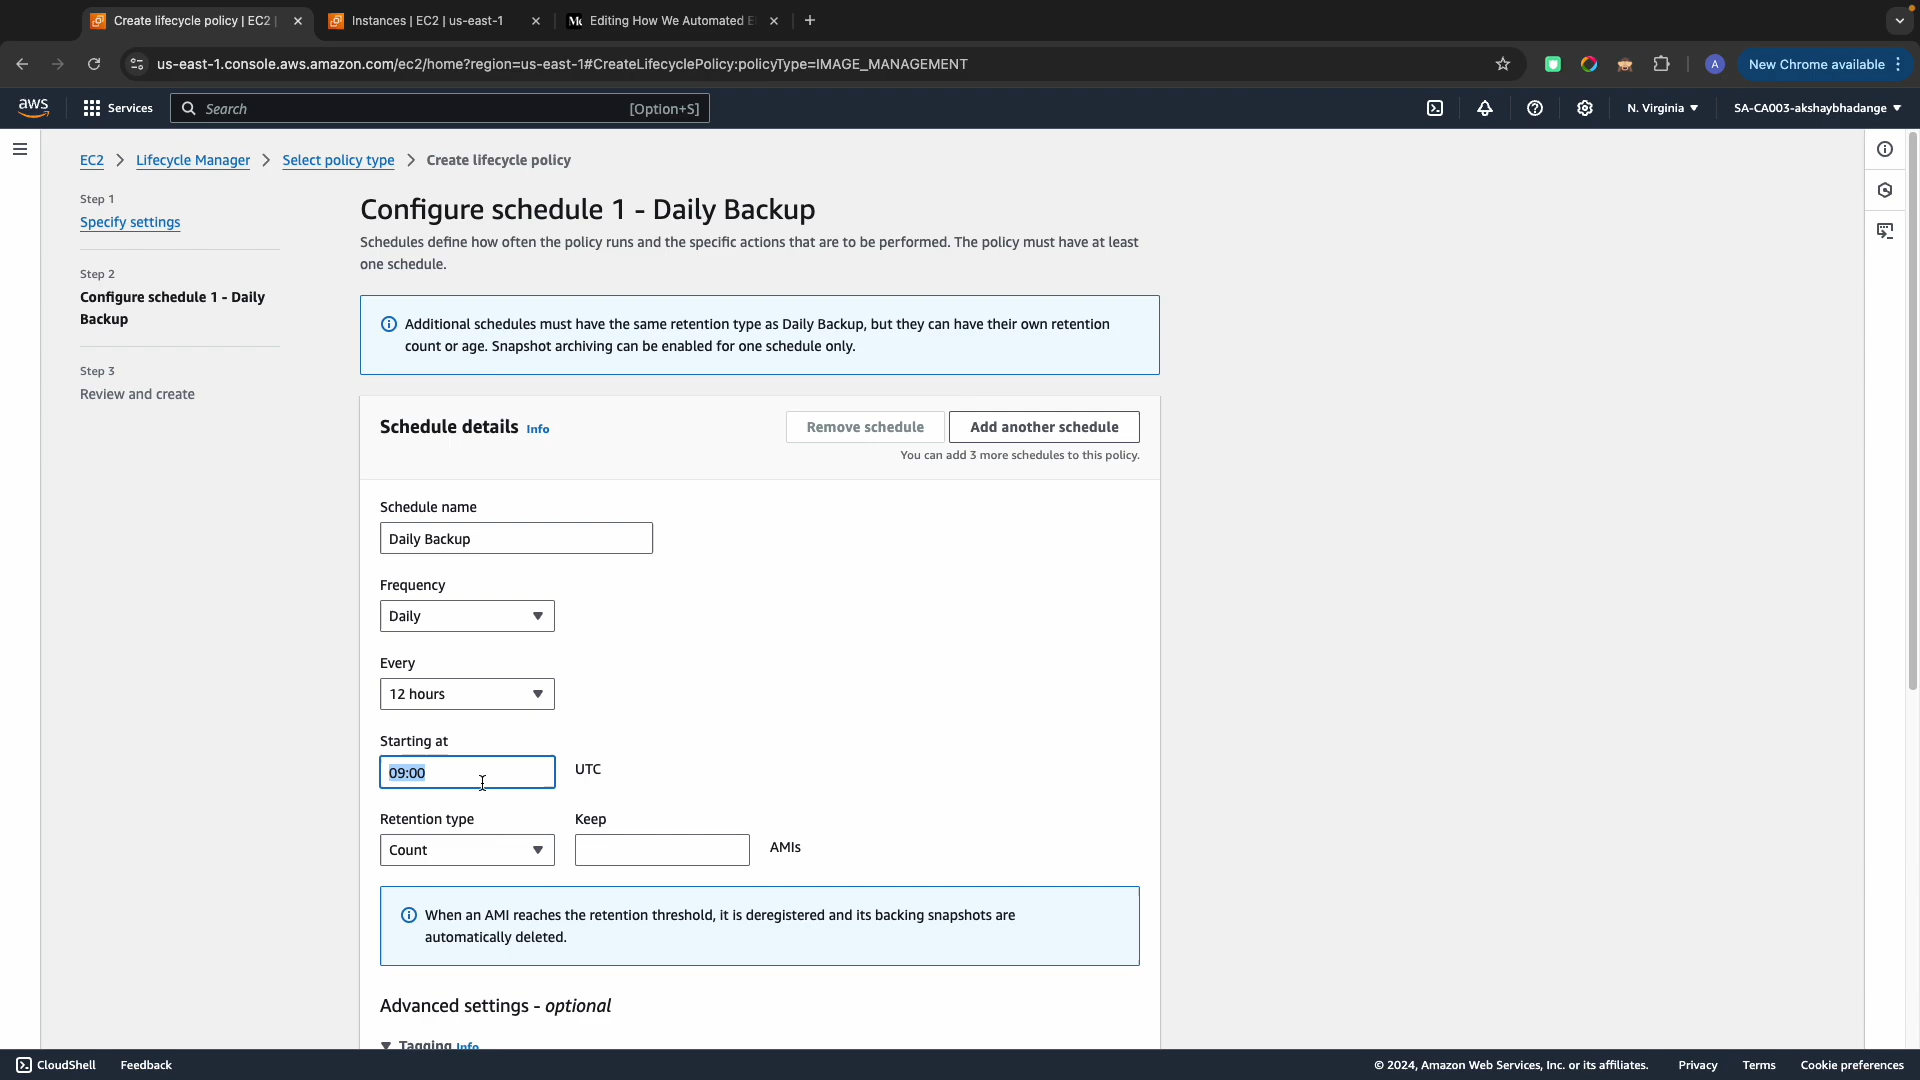 Create lifecycle policy | EC2 |
Instances | EC2 | us-east-1
Editing How We Automated E
us-east-1.console.aws.amazon.com/ec2/home?region=us-east-1#CreateLifecyclePolicy:policyType=IMAGE_MANAGEMENT
A
New Chrome available
aws
Services
Search
[Option+S]
N. Virginia
SA-CA003-akshaybhadange
EC2
Lifecycle Manager
Select policy type
Create lifecycle policy
Step 1
Specify settings
Step 2
Configure schedule 1 - Daily
Backup
Step 3
Review and create
Configure schedule 1 - Daily Backup
Schedules define how often the policy runs and the specific actions that are to be performed. The policy must have at least
one schedule.
Additional schedules must have the same retention type as Daily Backup, but they can have their own retention
count or age. Snapshot archiving can be enabled for one schedule only.
Schedule details Info
Remove schedule
Add another schedule
You can add 3 more schedules to this policy.
Schedule name
Daily Backup
Frequency
Daily
Every
12 hours
Starting at
09:00
UTC
Retention type
Keep
Count
AMIs
When an AMI reaches the retention threshold, it is deregistered and its backing snapshots are
automatically deleted.
Advanced settings - optional
Tagging Info
CloudShell
Feedback
© 2024, Amazon Web Services, Inc. or its affiliates.
Privacy
Terms
Cookie preferences